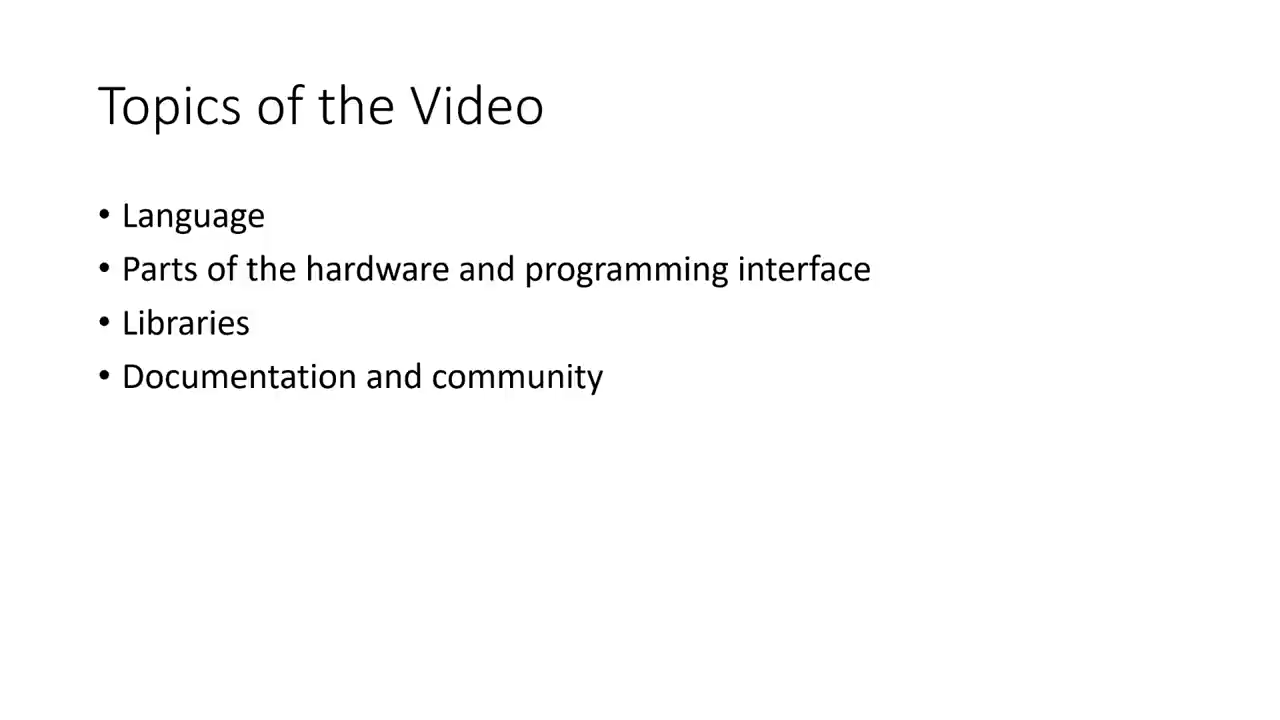 Topics of the Video
• Language
• Parts of the hardware and programming interface
• Libraries
• Documentation and community